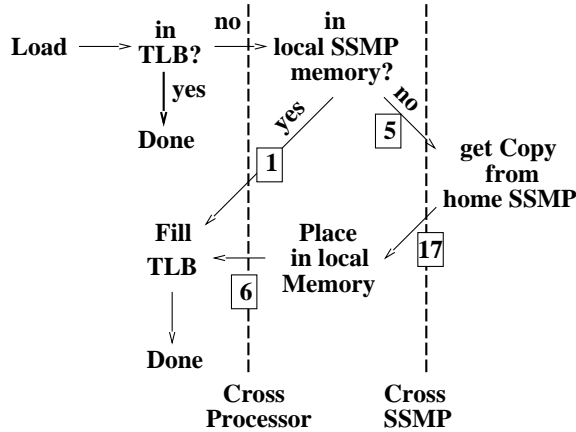 Load
in
TLB?
no
in
local SSMP
memory?
yes
Done
yes
no
1
5
get Copy
from
home SSMP
Fill
TLB
Place
in local
Memory
6
17
Done
Cross
Processor
Cross
SSMP